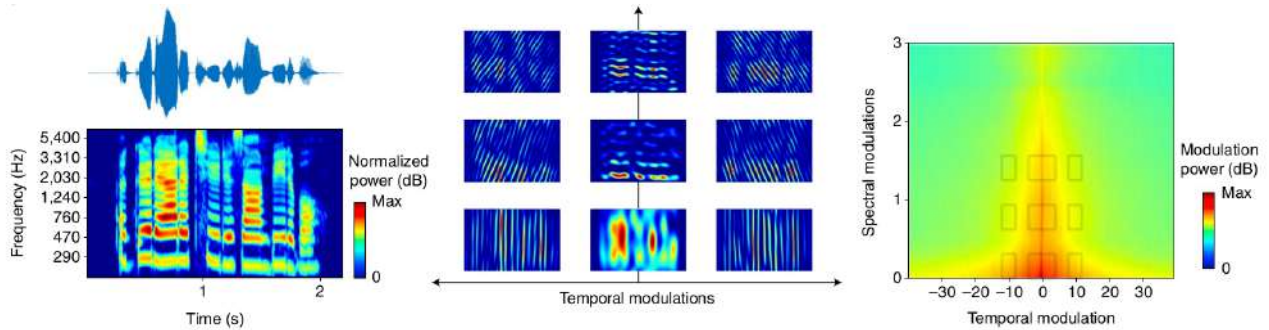 Frequency (Hz)
5,400
3,310
2,030
1,240
760
470
290
1
2
Time (s)
Normalized
power (dB)
Max
0
Temporal modulations
Spectral modulations
3
2
1
0
−30
−20
−10
0
10
20
30
Temporal modulation
Modulation
power (dB)
Max
0